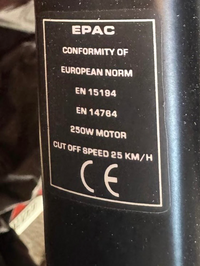 EPAC
CONFORMITY OF
EUROPEAN NORM
EN 15194
EN 14764
250W MOTOR
CUT OFF SPEED 25 KM/H
CE